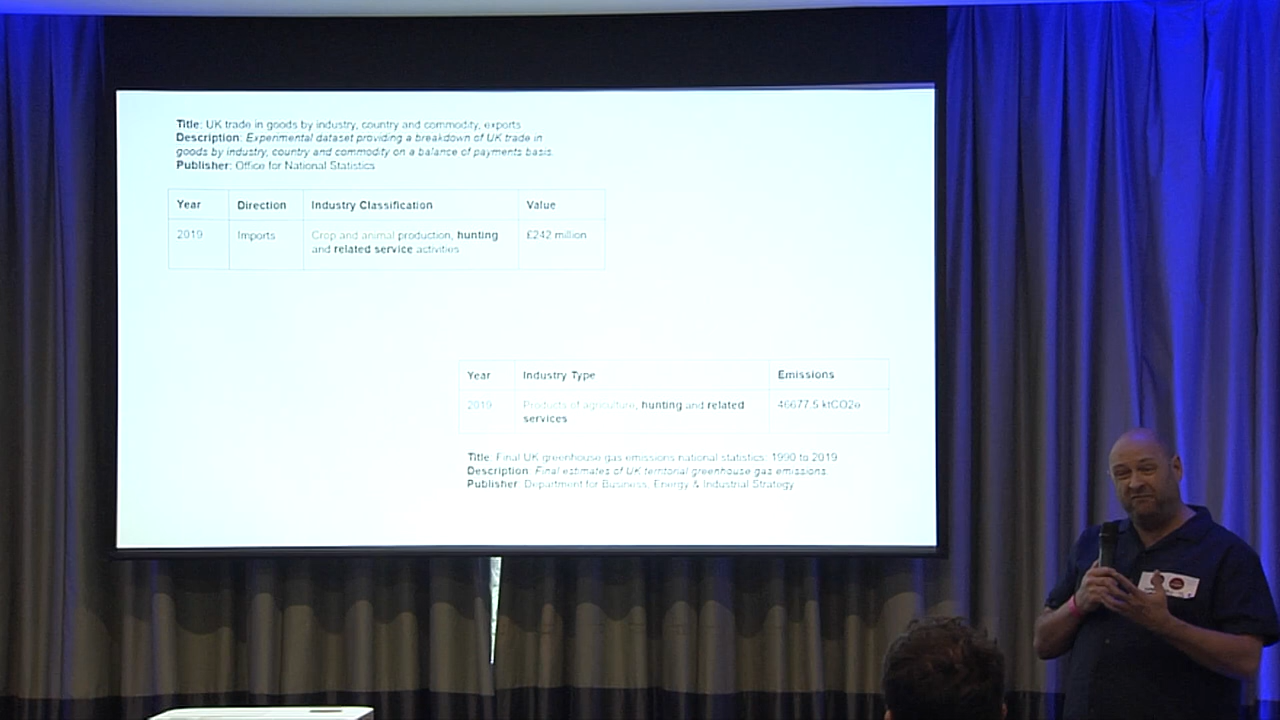 Title: UK trade in goods by industry, country and commodity, exports
Description: Experimental dataset providing a breakdown of UK trade in
goods by industry, country and commodity on a balance of payments basis.
Publisher: Office for National Statistics
Year Direction Industry Classification Value
2019 Imports Crop and animal production, hunting £242 million
and related service activities
Year Industry Type Emissions
2019 Products of agriculture, hunting and related 46677.5 ktCO2e
services
Title: Final UK greenhouse gas emissions national statistics: 1990 to 2019
Description: Final estimates of UK territorial greenhouse gas emissions.
Publisher: Department for Business, Energy & Industrial Strategy